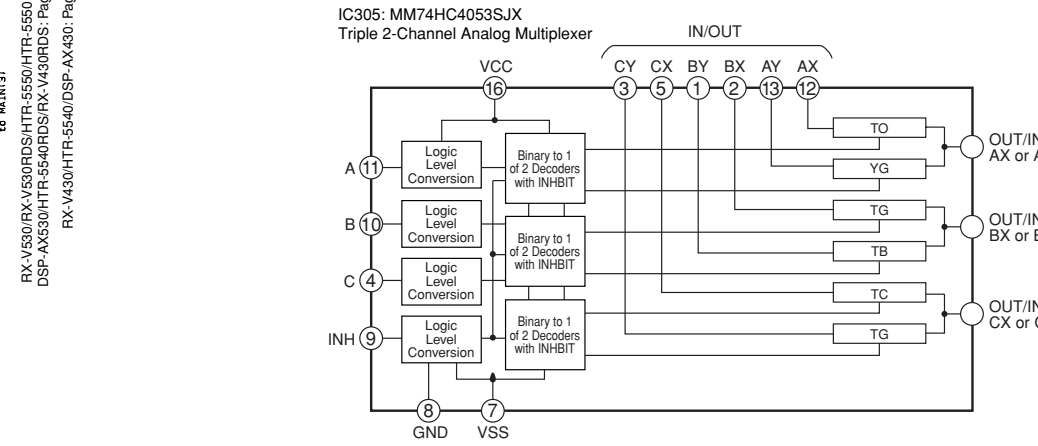 to MAIN(3)
RX-V530/RX-V530RDS/HTR-5550/HTR-5550
DSP-AX530/HTR-5540RDS/RX-V430RDS: Pag
RX-V430/HTR-5540/DSP-AX430: Pag
IC305: MM74HC4053SJX
Triple 2-Channel Analog Multiplexer
IN/OUT
VCC CY CX BY BX AY AX
16 3 5 1 2 13 12
TO
OUT/IN
AX or A
YG
A 11
Logic
Level
Conversion
Binary to 1
of 2 Decoders
with INHBIT
TG
OUT/IN
BX or B
TB
B 10
Logic
Level
Conversion
Binary to 1
of 2 Decoders
with INHBIT
C 4
Logic
Level
Conversion
TC
OUT/IN
CX or C
TG
INH 9
Logic
Level
Conversion
Binary to 1
of 2 Decoders
with INHBIT
8 7
GND VSS